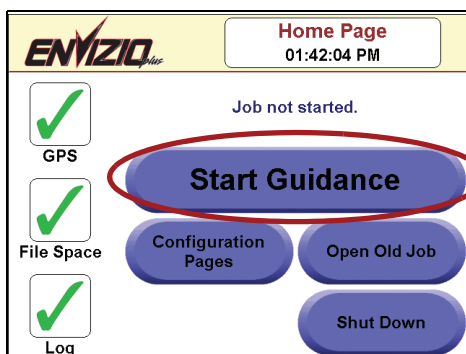 ENVIZIO plus
Home Page
01:42:04 PM
Job not started.
GPS
Start Guidance
File Space
Configuration
Pages
Open Old Job
Log
Shut Down